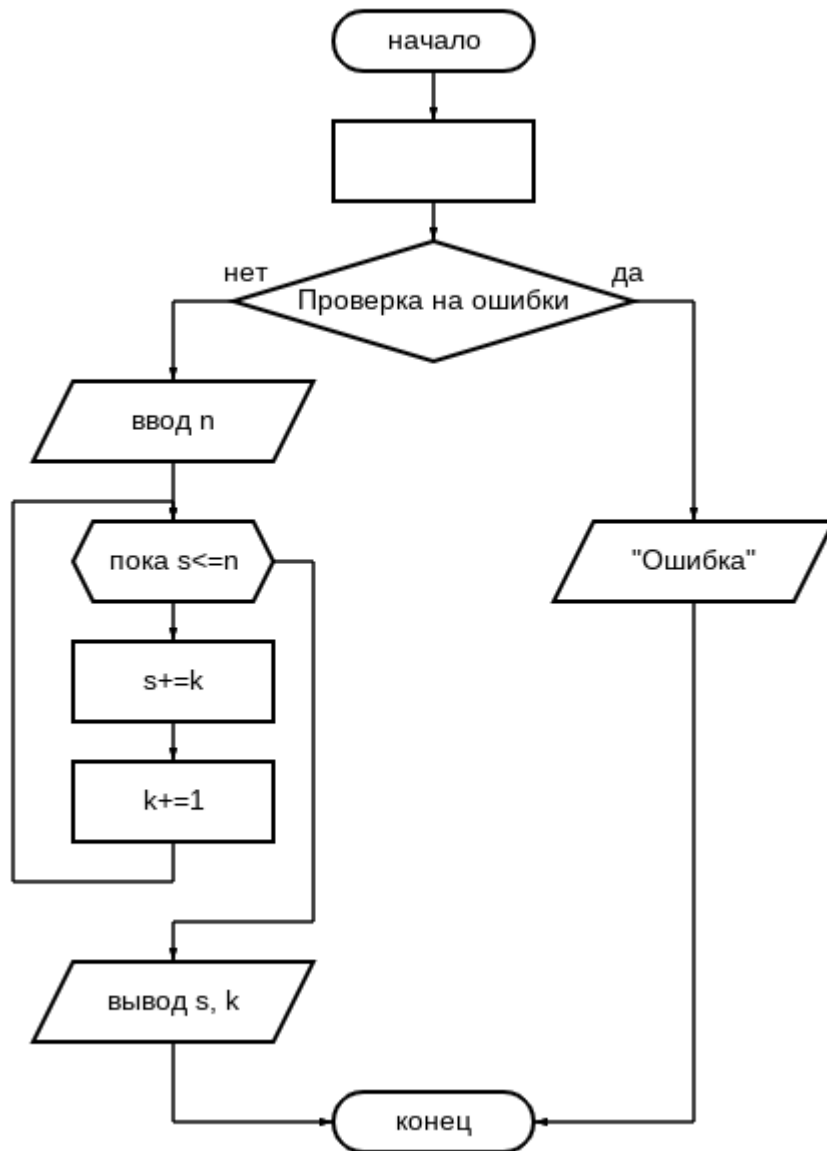 начало
нет
да
Проверка на ошибки
ввод n
пока s<=n
"Ошибка"
s+=k
k+=1
вывод s, k
конец